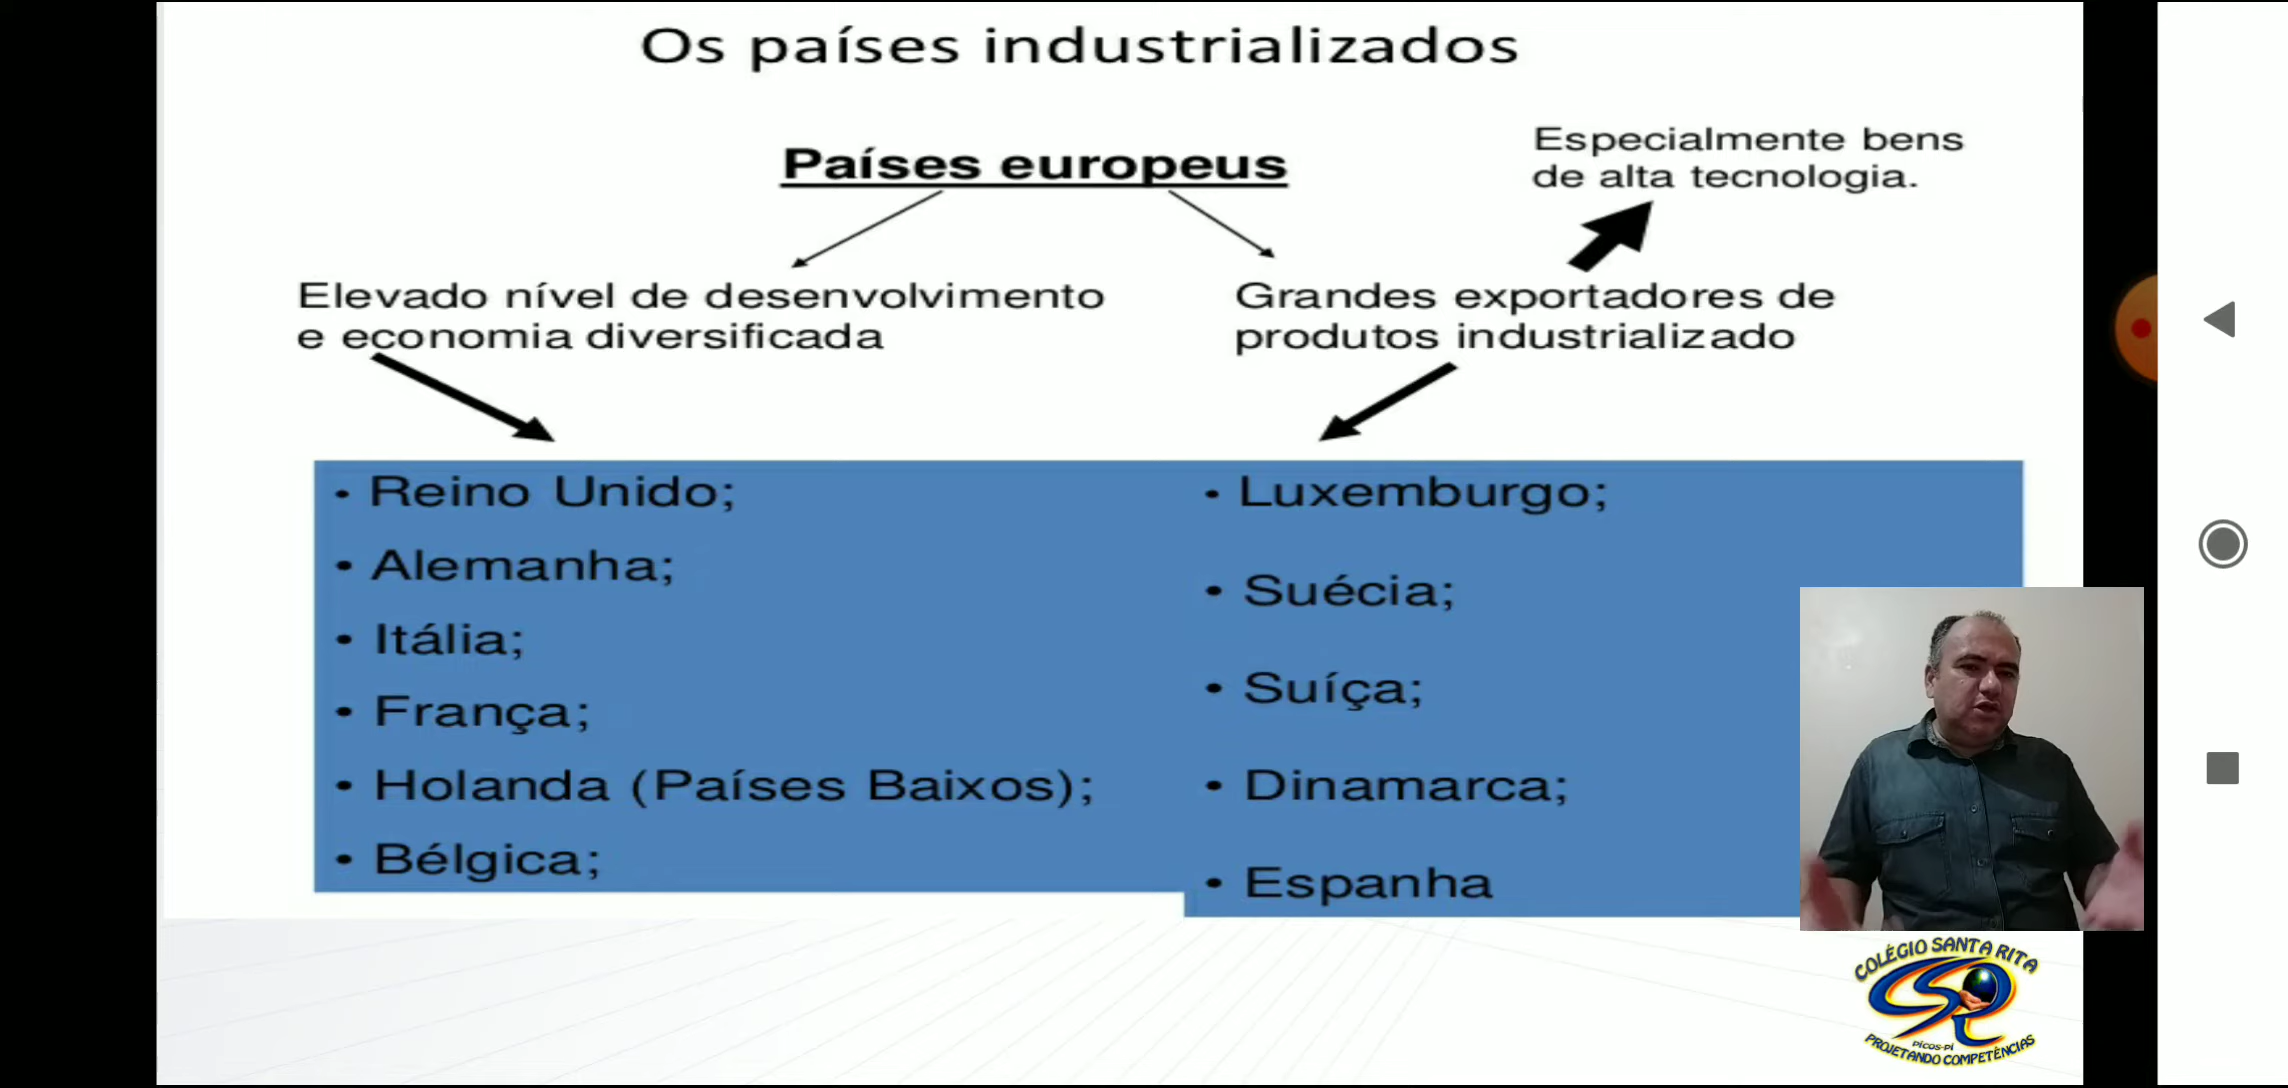 Os países industrializados
Países europeus
Especialmente bens
de alta tecnologia.
Elevado nível de desenvolvimento
e economia diversificada
Grandes exportadores de
produtos industrializado
• Reino Unido;
• Alemanha;
• Itália;
• França;
• Holanda (Países Baixos);
• Bélgica;
• Luxemburgo;
• Suécia;
• Suíça;
• Dinamarca;
• Espanha
COLÉGIO SANTA RITA
PICOS-PI
PROJETANDO COMPETÊNCIAS